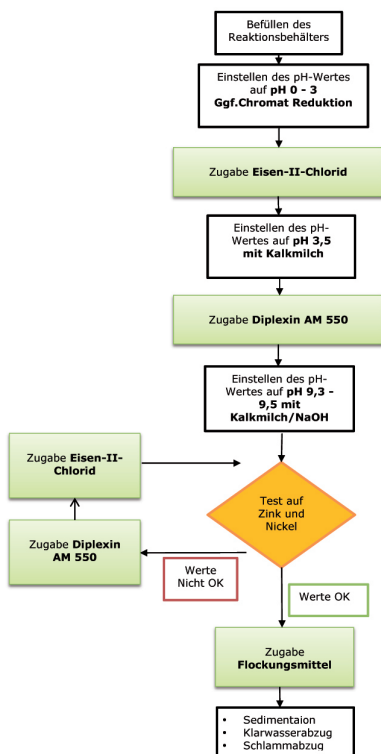 Befüllen des
Reaktionsbehälters
Einstellen des pH-Wertes
auf pH 0 - 3
Ggf.Chromat Reduktion
Zugabe Eisen-II-Chlorid
Einstellen des pH-
Wertes auf pH 3,5
mit Kalkmilch
Zugabe Diplexin AM 550
Einstellen des pH-
Wertes auf pH 9,3 -
9,5 mit
Kalkmilch/NaOH
Zugabe Eisen-II-
Chlorid
Test auf
Zink und
Nickel
Zugabe Diplexin
AM 550
Werte
Nicht OK
Werte OK
Zugabe
Flockungsmittel
• Sedimentaion
• Klarwasserabzug
• Schlammabzug